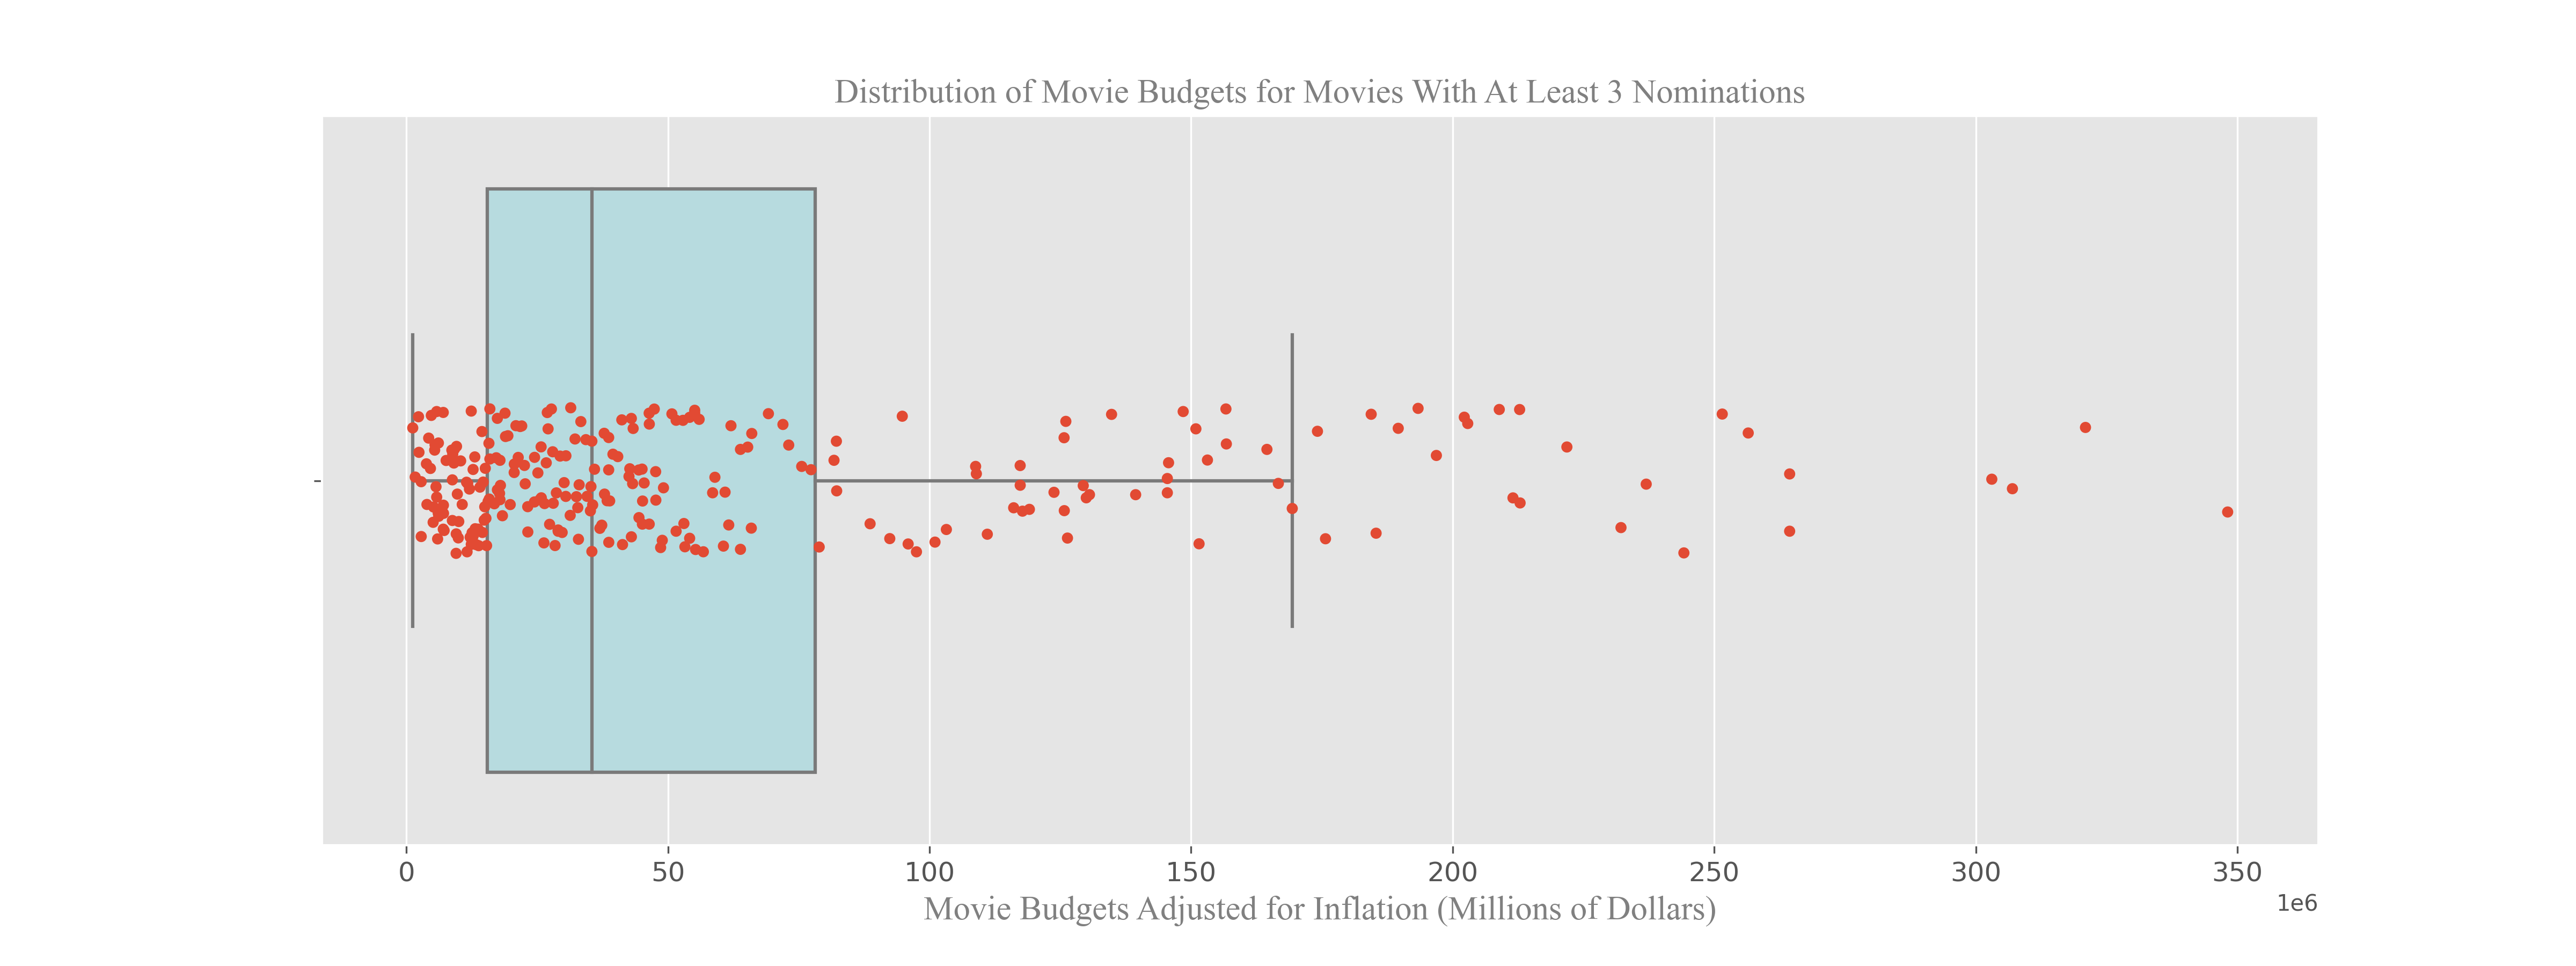 Distribution of Movie Budgets for Movies With At Least 3 Nominations
0 50 100 150 200 250 300 350
1e6
Movie Budgets Adjusted for Inflation (Millions of Dollars)